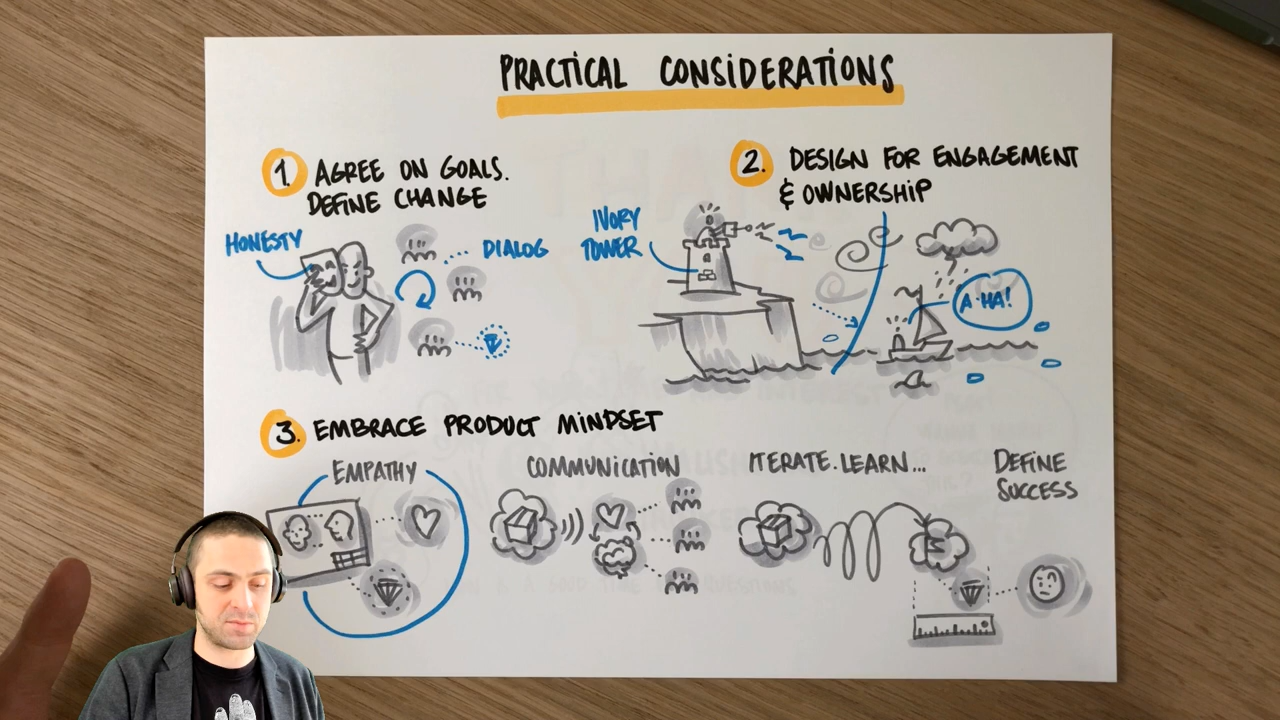 PRACTICAL CONSIDERATIONS
1. AGREE ON GOALS.
DEFINE CHANGE
HONESTY
DIALOG
2. DESIGN FOR ENGAGEMENT
& OWNERSHIP
IVORY
TOWER
A-HA!
3. EMBRACE PRODUCT MINDSET
EMPATHY
COMMUNICATION
ITERATE. LEARN...
DEFINE
SUCCESS